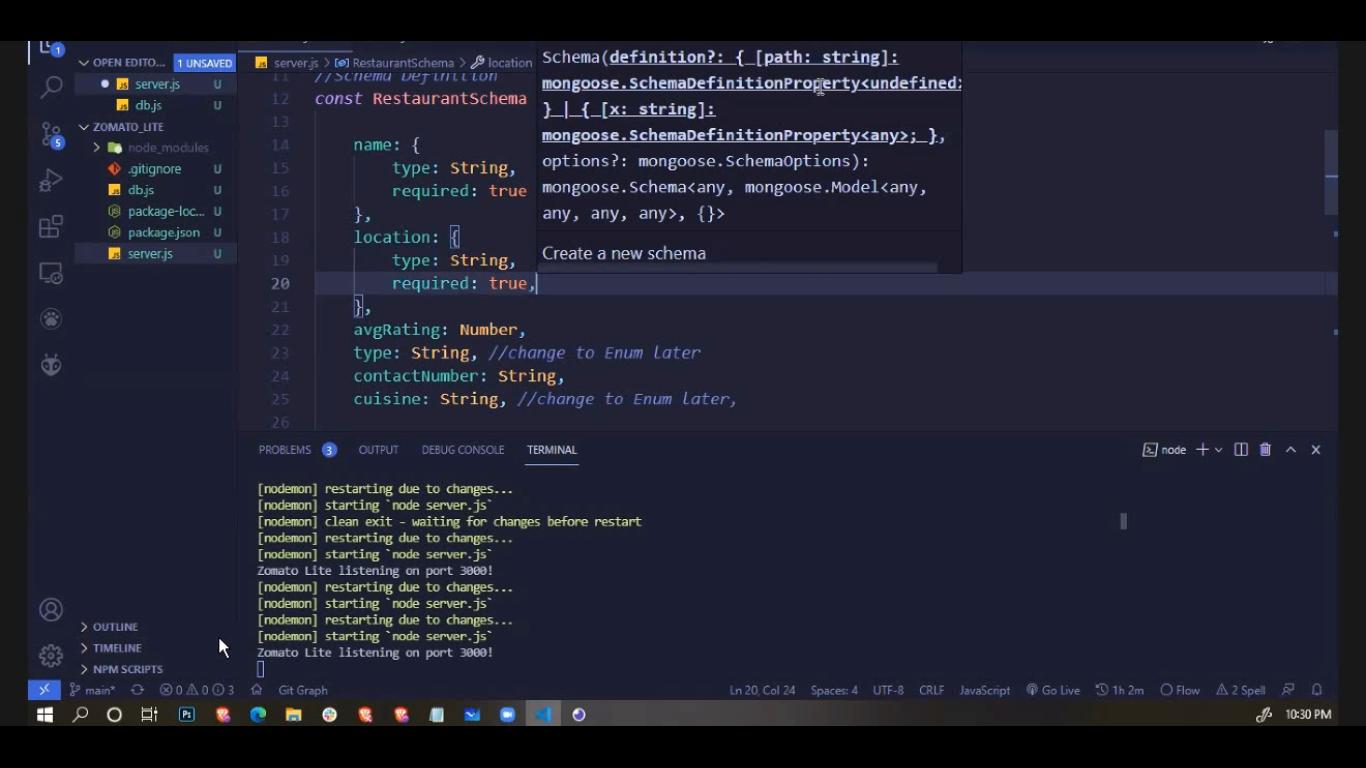 1
OPEN EDITO... 1 UNSAVED
server.js U
db.js U
5
ZOMATO_LITE
node_modules
.gitignore U
db.js U
package-loc... U
package.json U
server.js U
OUTLINE
TIMELINE
NPM SCRIPTS
server.js > RestaurantSchema > location
11 //Schema Definition
12 const RestaurantSchema
13
14 name: {
15 type: String,
16 required: true
17 },
18 location: {
19 type: String,
20 required: true,
21 },
22 avgRating: Number,
23 type: String, //change to Enum later
24 contactNumber: String,
25 cuisine: String, //change to Enum later,
26
Schema(definition?: { [path: string]:
mongoose.SchemaDefinitionProperty<undefined>
} | { [x: string]:
mongoose.SchemaDefinitionProperty<any>; },
options?: mongoose.SchemaOptions):
mongoose.Schema<any, mongoose.Model<any,
any, any, any>, {}>
Create a new schema
PROBLEMS 3 OUTPUT DEBUG CONSOLE TERMINAL node
[nodemon] restarting due to changes...
[nodemon] starting `node server.js`
[nodemon] clean exit - waiting for changes before restart
[nodemon] restarting due to changes...
[nodemon] starting `node server.js`
Zomato Lite listening on port 3000!
[nodemon] restarting due to changes...
[nodemon] starting `node server.js`
[nodemon] restarting due to changes...
[nodemon] starting `node server.js`
Zomato Lite listening on port 3000!
main* 0 0 3 Git Graph Ln 20, Col 24 Spaces: 4 UTF-8 CRLF JavaScript Go Live 1h 2m Flow 2 Spell
Ps 10:30 PM